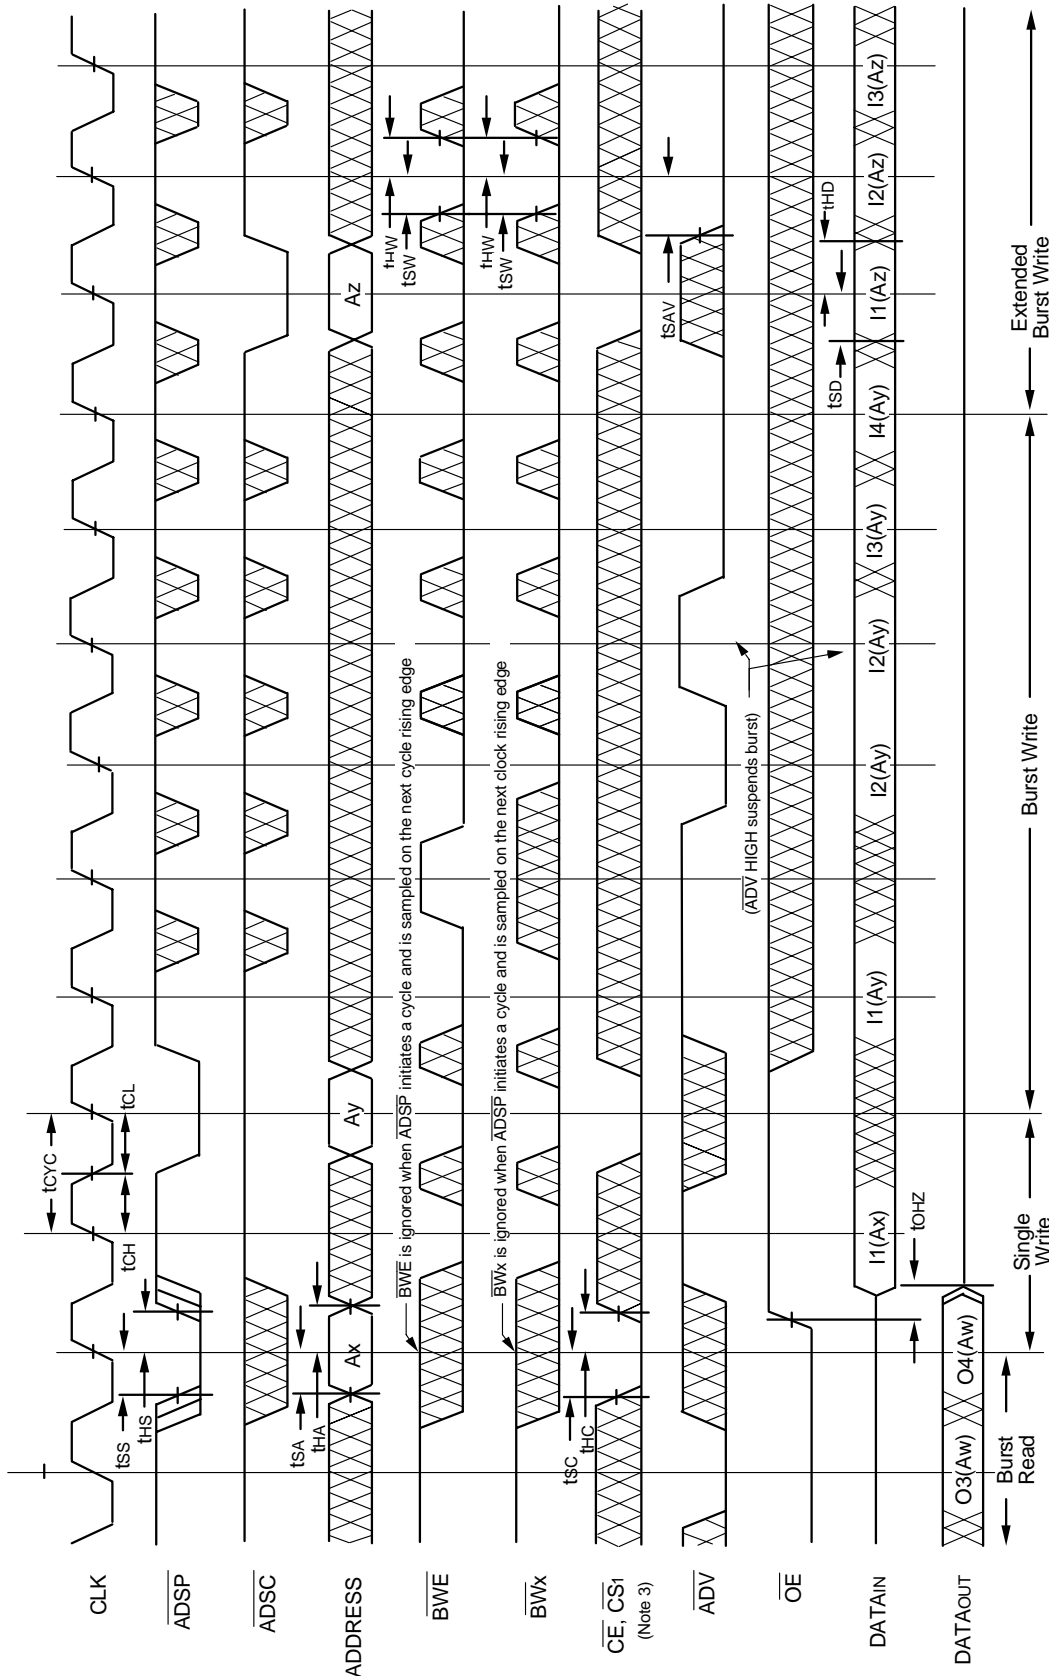 CLK
tCYC
tCH
tCL
tSS
tHS
ADSP
ADSC
tSA
tHA
ADDRESS
Ax
Ay
Az
BWE is ignored when ADSP initiates a cycle and is sampled on the next cycle rising edge
tHW
tSW
BWE
BWx is ignored when ADSP initiates a cycle and is sampled on the next clock rising edge
tHW
tSW
BWx
tSC
tHC
CE, CS1
(Note 3)
tSAV
ADV
(ADV HIGH suspends burst)
OE
tSD
tHD
DATAIN
I1(Ax)
I1(Ay)
I2(Ay)
I2(Ay)
I3(Ay)
I4(Ay)
I1(Az)
I2(Az)
I3(Az)
tOHZ
DATAOUT
O3(Aw)
O4(Aw)
Burst
Read
Single
Write
Burst Write
Extended
Burst Write